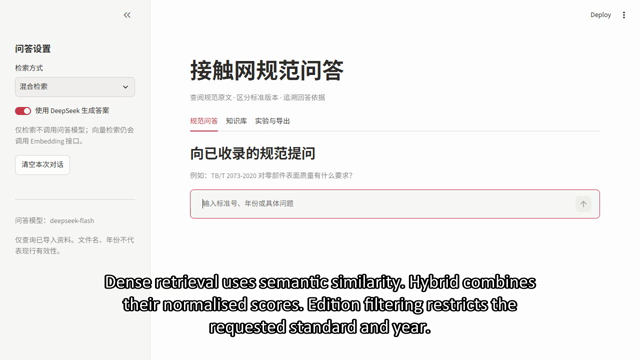 Deploy
问答设置
检索方式
混合检索
使用 DeepSeek 生成答案
仅检索不调用问答模型；向量检索仍会
调用 Embedding 接口。
清空本次对话
问答模型：deepseek-flash
仅查询已导入资料。文件名、年份不代
表现行有效性。
接触网规范问答
查阅规范原文 · 区分标准版本 · 追溯回答依据
规范问答 知识库 实验与导出
向已收录的规范提问
例如：TB/T 2073-2020 对零部件表面质量有什么要求？
输入标准号、年份或具体问题
Dense retrieval uses semantic similarity. Hybrid combines
their normalised scores. Edition filtering restricts the
requested standard and year.